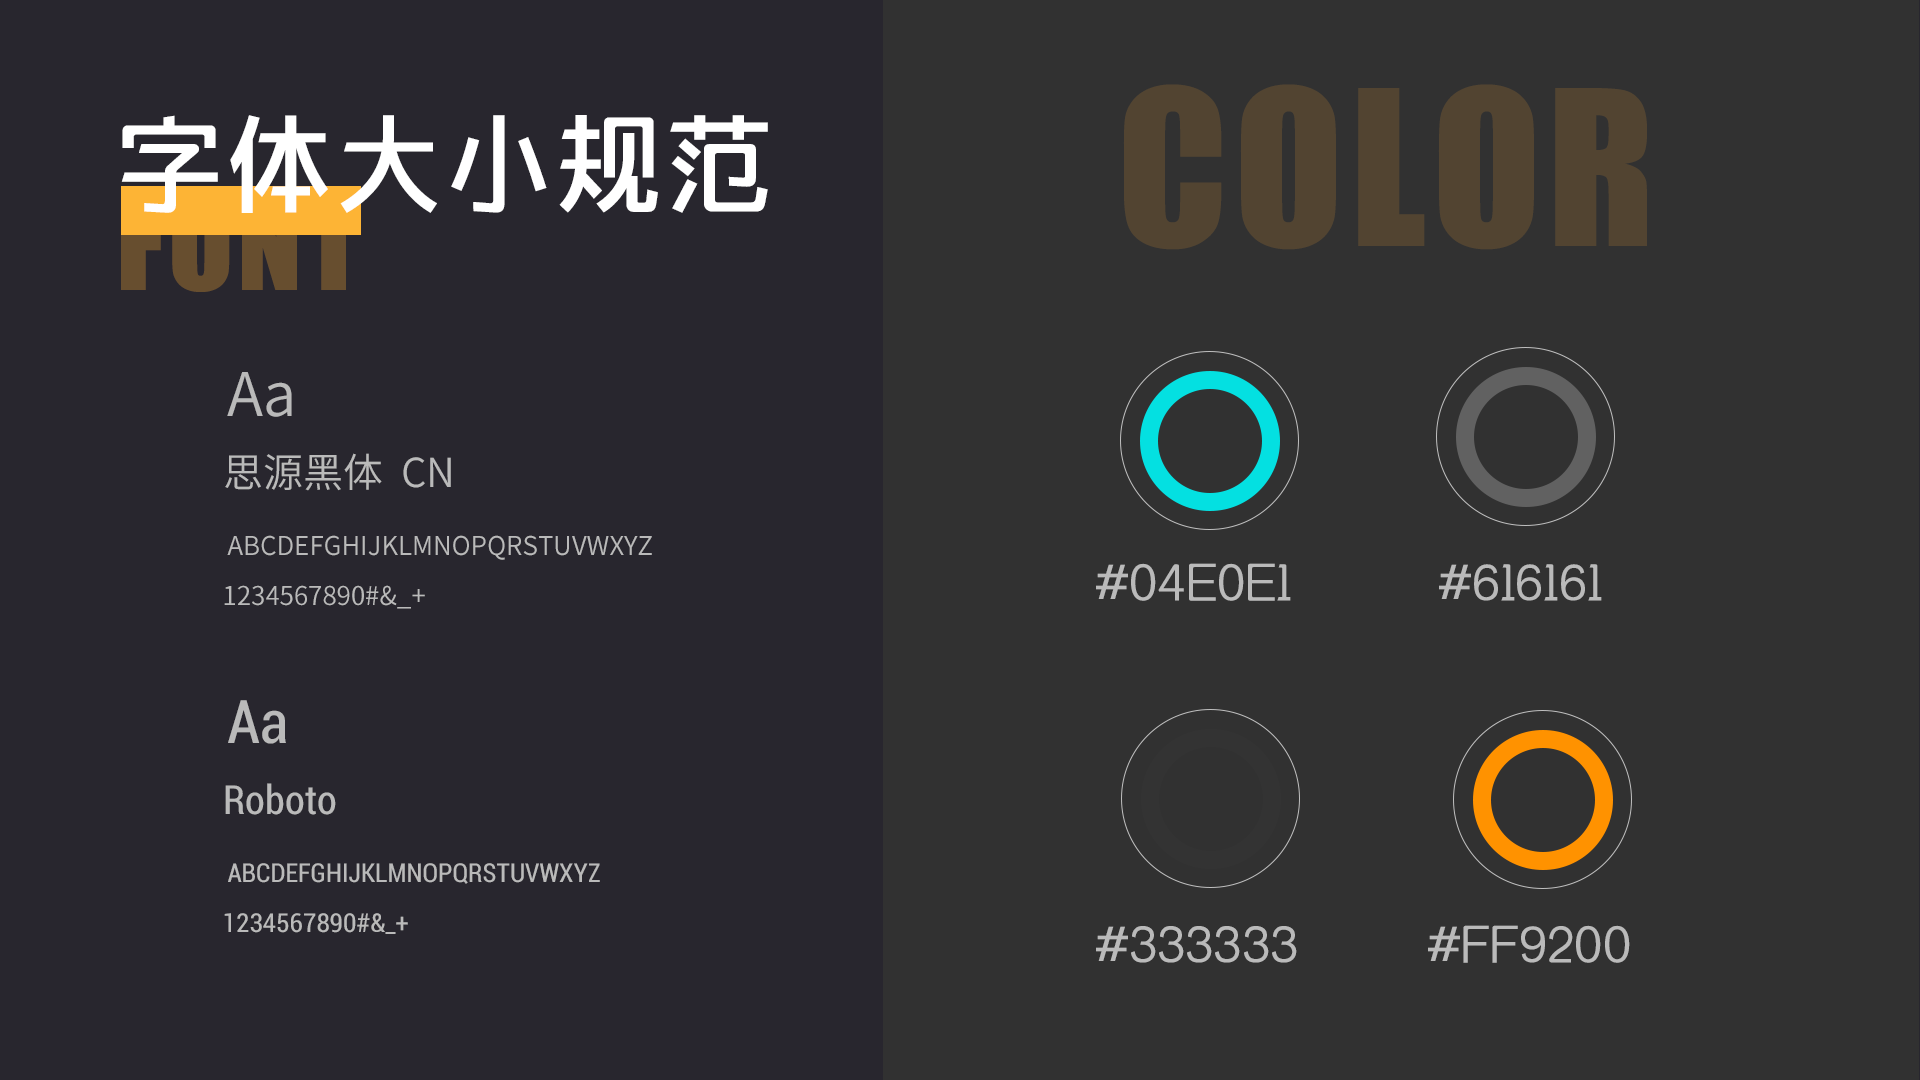 字体大小规范
FONT
Aa
思源黑体 CN
ABCDEFGHIJKLMNOPQRSTUVWXYZ
1234567890#&_+
Aa
Roboto
ABCDEFGHIJKLMNOPQRSTUVWXYZ
1234567890#&_+
COLOR
#04E0E1
#616161
#333333
#FF9200